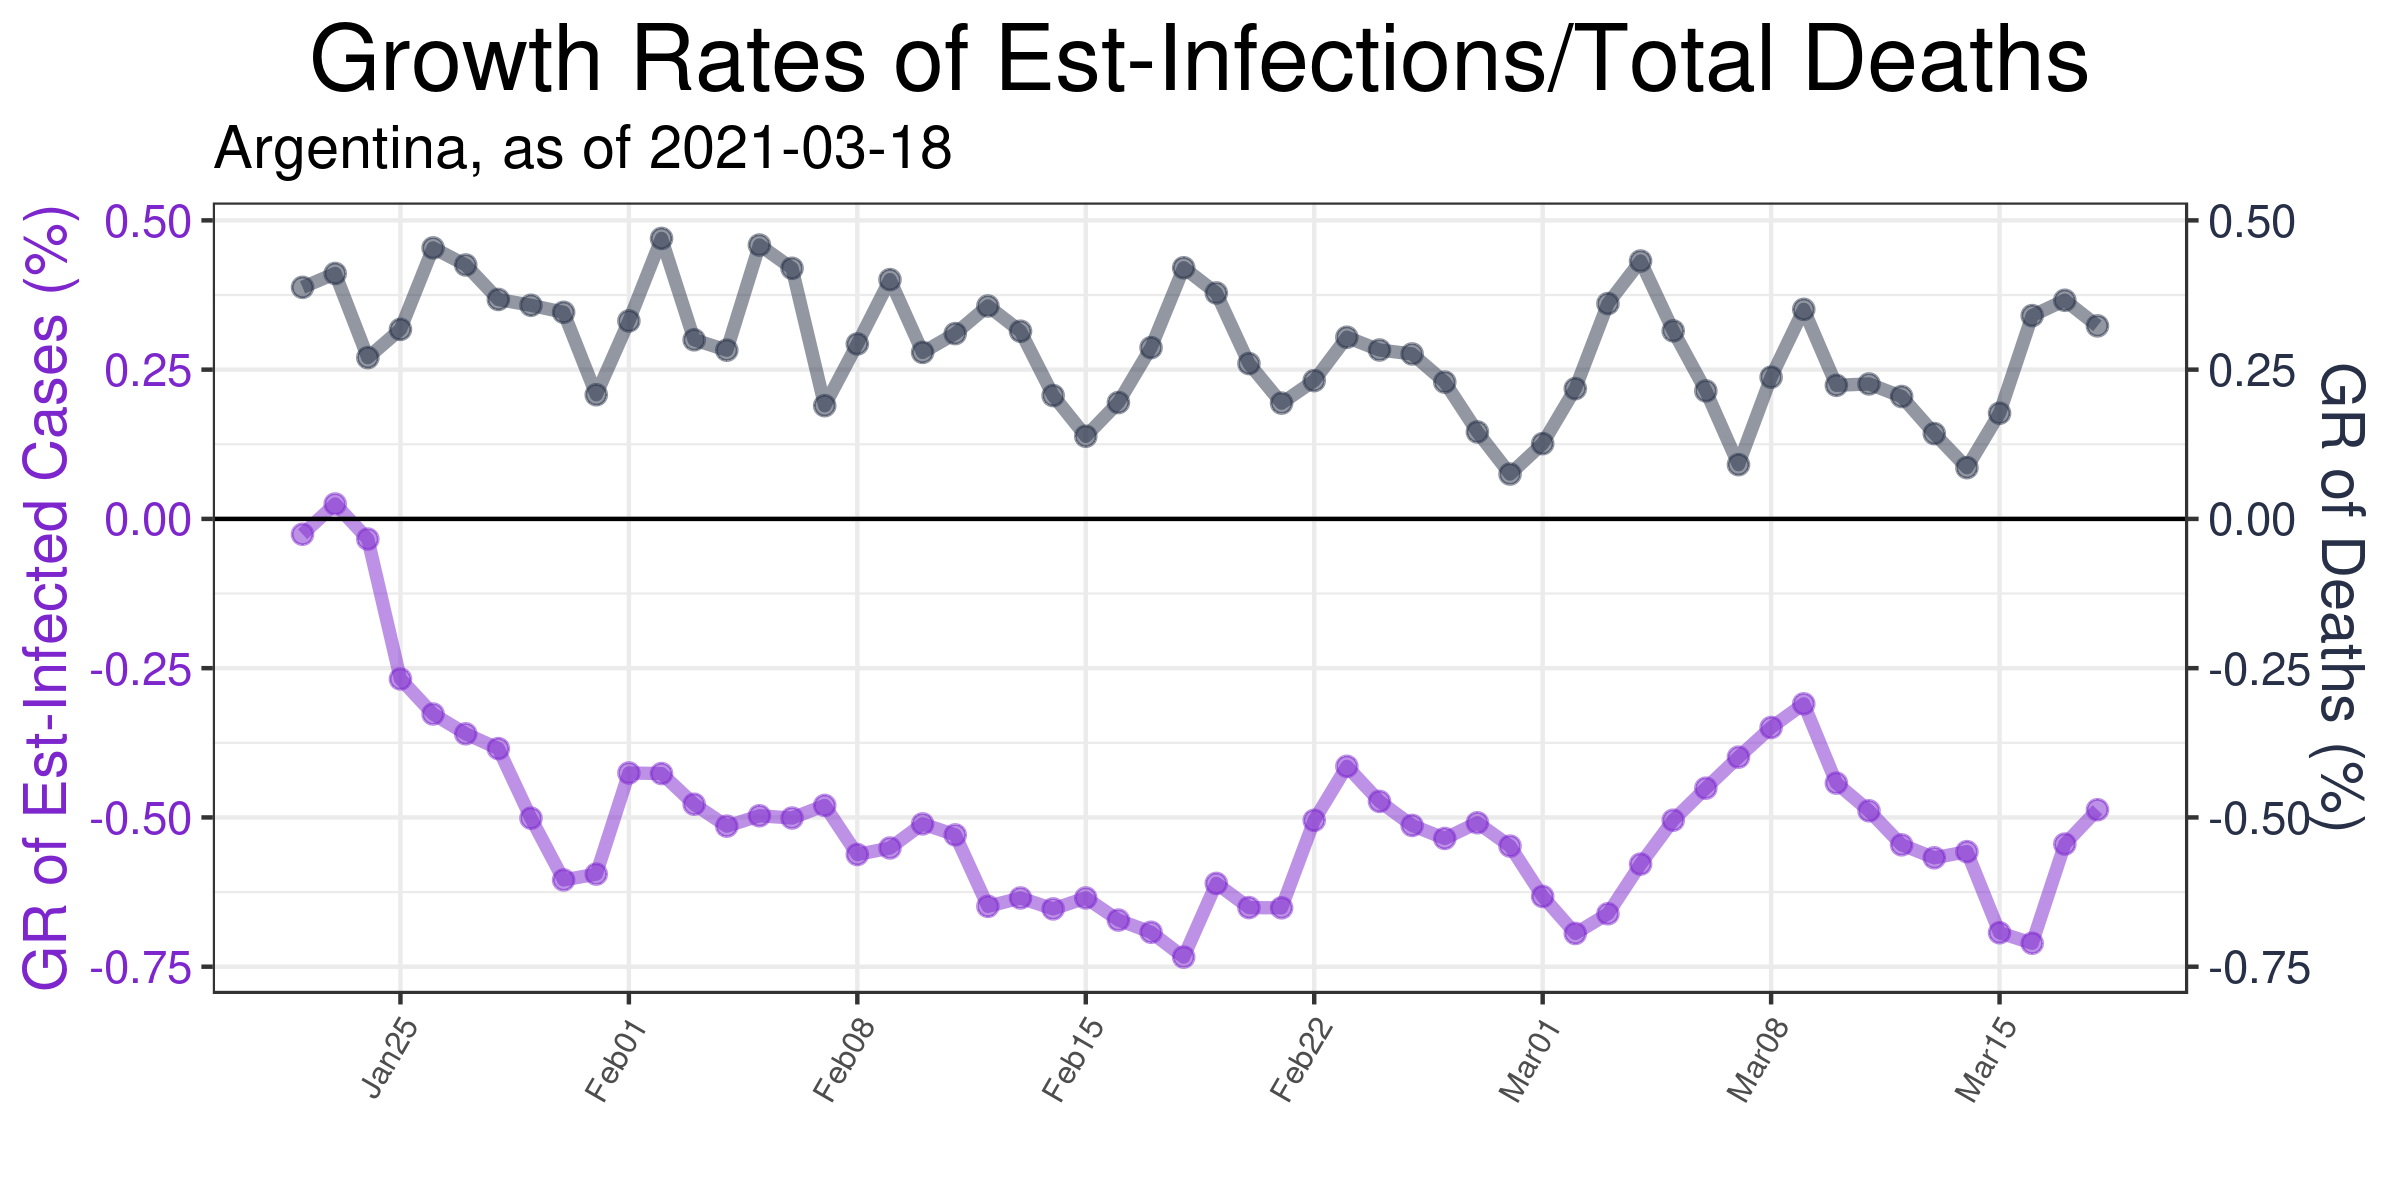 Growth Rates of Est-Infections/Total Deaths
Argentina, as of 2021-03-18
GR of Est-Infected Cases (%)
0.50
0.25
0.00
-0.25
-0.50
-0.75
0.50
0.25
0.00
-0.25
-0.50
-0.75
GR of Deaths (%)
Jan25
Feb01
Feb08
Feb15
Feb22
Mar01
Mar08
Mar15